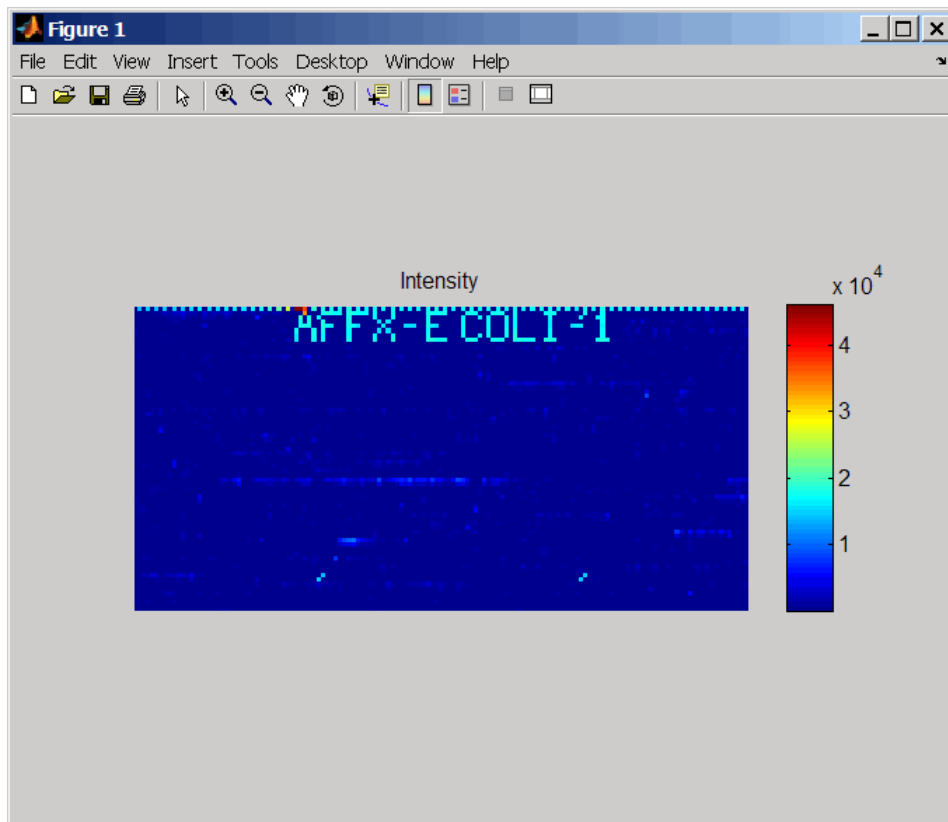 Figure 1
File Edit View Insert Tools Desktop Window Help
Intensity
x 10^4
AFFX-E COLI-1
4
3
2
1